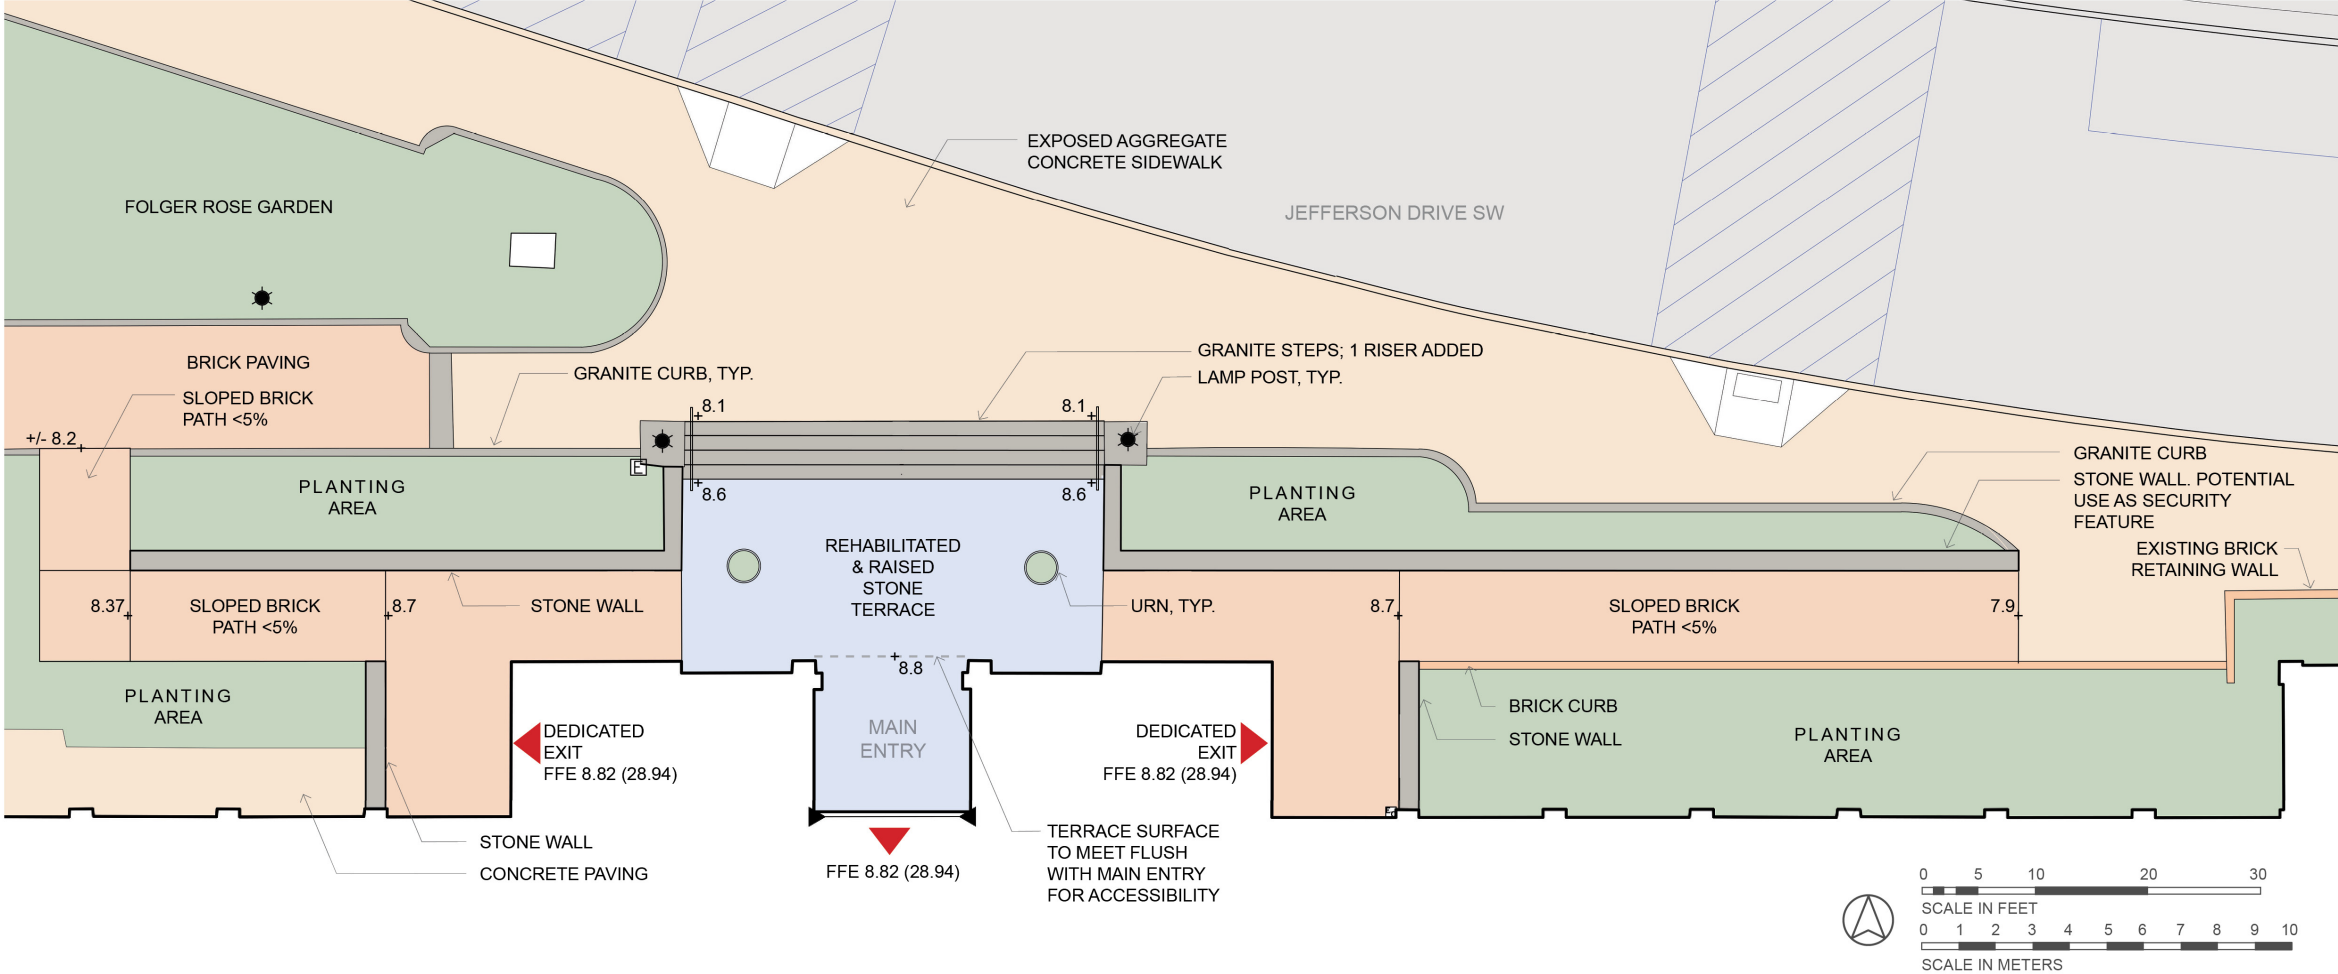 EXPOSED AGGREGATE
CONCRETE SIDEWALK
FOLGER ROSE GARDEN
JEFFERSON DRIVE SW
BRICK PAVING
SLOPED BRICK
PATH <5%
+/- 8.2
GRANITE CURB, TYP.
GRANITE STEPS; 1 RISER ADDED
LAMP POST, TYP.
8.1
8.1
E
8.6
8.6
PLANTING
AREA
PLANTING
AREA
GRANITE CURB
STONE WALL. POTENTIAL
USE AS SECURITY
FEATURE
EXISTING BRICK
RETAINING WALL
REHABILITATED
& RAISED
STONE
TERRACE
8.37
SLOPED BRICK
PATH <5%
8.7
STONE WALL
URN, TYP.
8.7
SLOPED BRICK
PATH <5%
7.9
8.8
PLANTING
AREA
DEDICATED
EXIT
FFE 8.82 (28.94)
MAIN
ENTRY
DEDICATED
EXIT
FFE 8.82 (28.94)
BRICK CURB
STONE WALL
PLANTING
AREA
STONE WALL
CONCRETE PAVING
FFE 8.82 (28.94)
TERRACE SURFACE
TO MEET FLUSH
WITH MAIN ENTRY
FOR ACCESSIBILITY
0 5 10 20 30
SCALE IN FEET
0 1 2 3 4 5 6 7 8 9 10
SCALE IN METERS